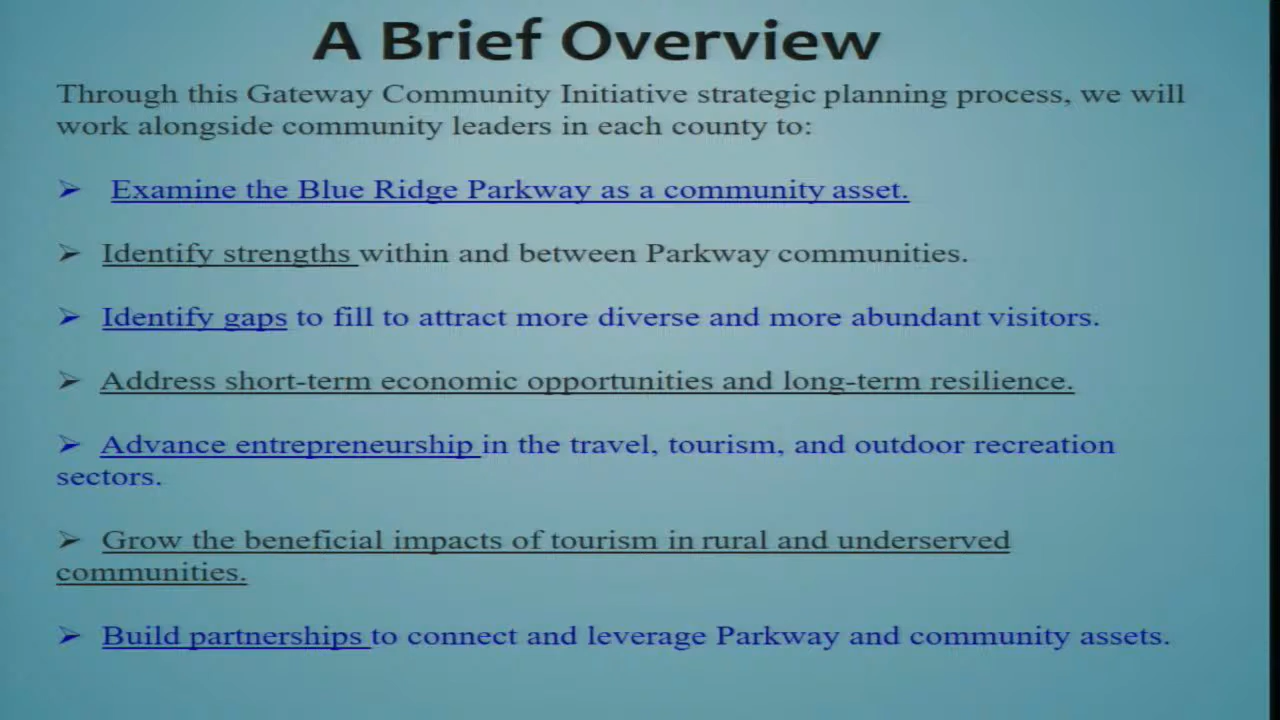 A Brief Overview
Through this Gateway Community Initiative strategic planning process, we will
work alongside community leaders in each county to:
➢ Examine the Blue Ridge Parkway as a community asset.
➢ Identify strengths within and between Parkway communities.
➢ Identify gaps to fill to attract more diverse and more abundant visitors.
➢ Address short-term economic opportunities and long-term resilience.
➢ Advance entrepreneurship in the travel, tourism, and outdoor recreation
sectors.
➢ Grow the beneficial impacts of tourism in rural and underserved
communities.
➢ Build partnerships to connect and leverage Parkway and community assets.